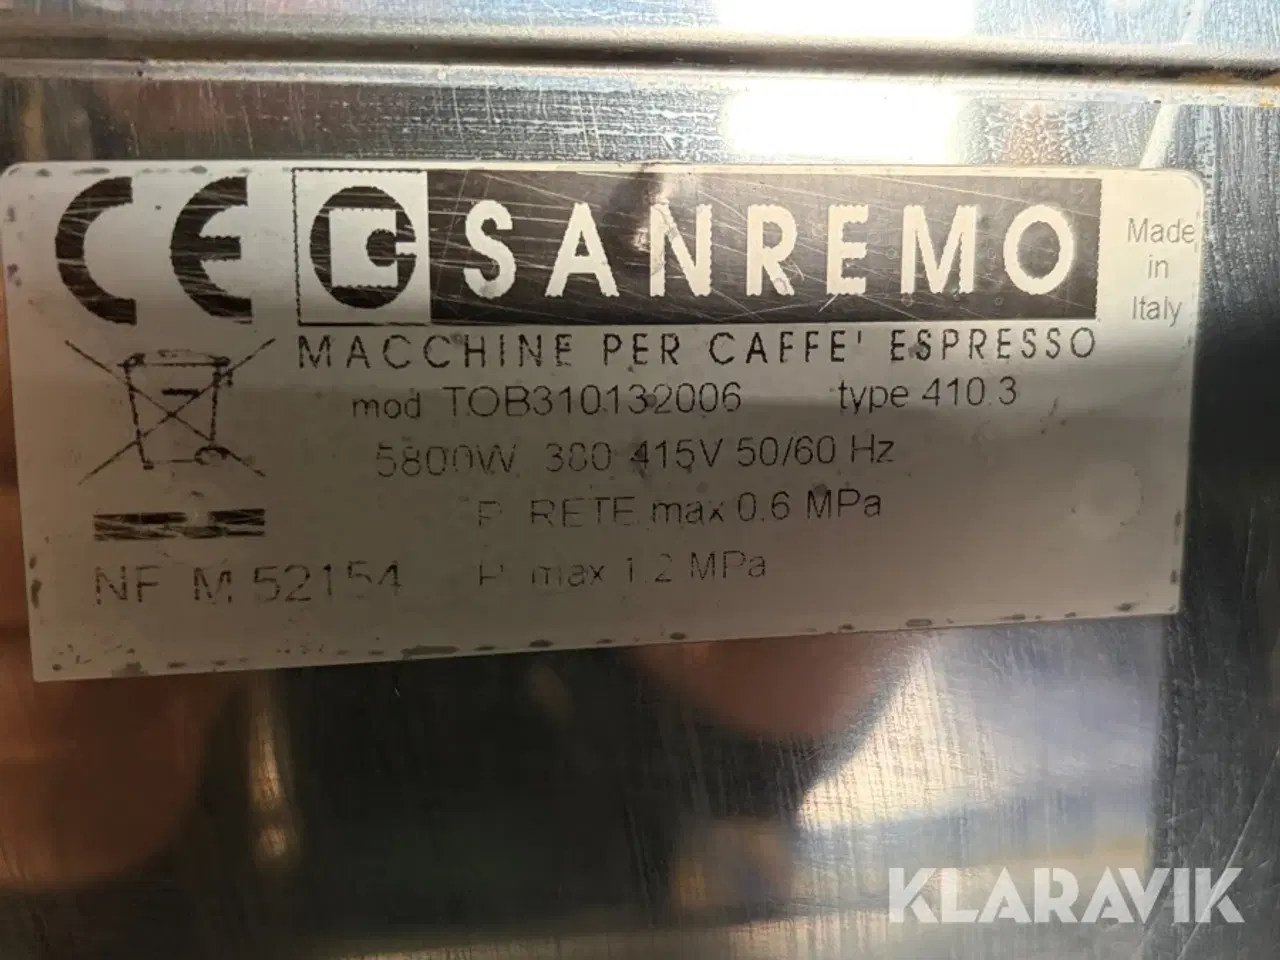 CE SANREMO
MACCHINE PER CAFFE' ESPRESSO
Made
in
Italy
mod TOB310132006 type 410.3
5800W 380 415V 50/60 Hz
P RETE max 0.6 MPa
NF M 52154 P max 1.2 MPa
KLARAVIK